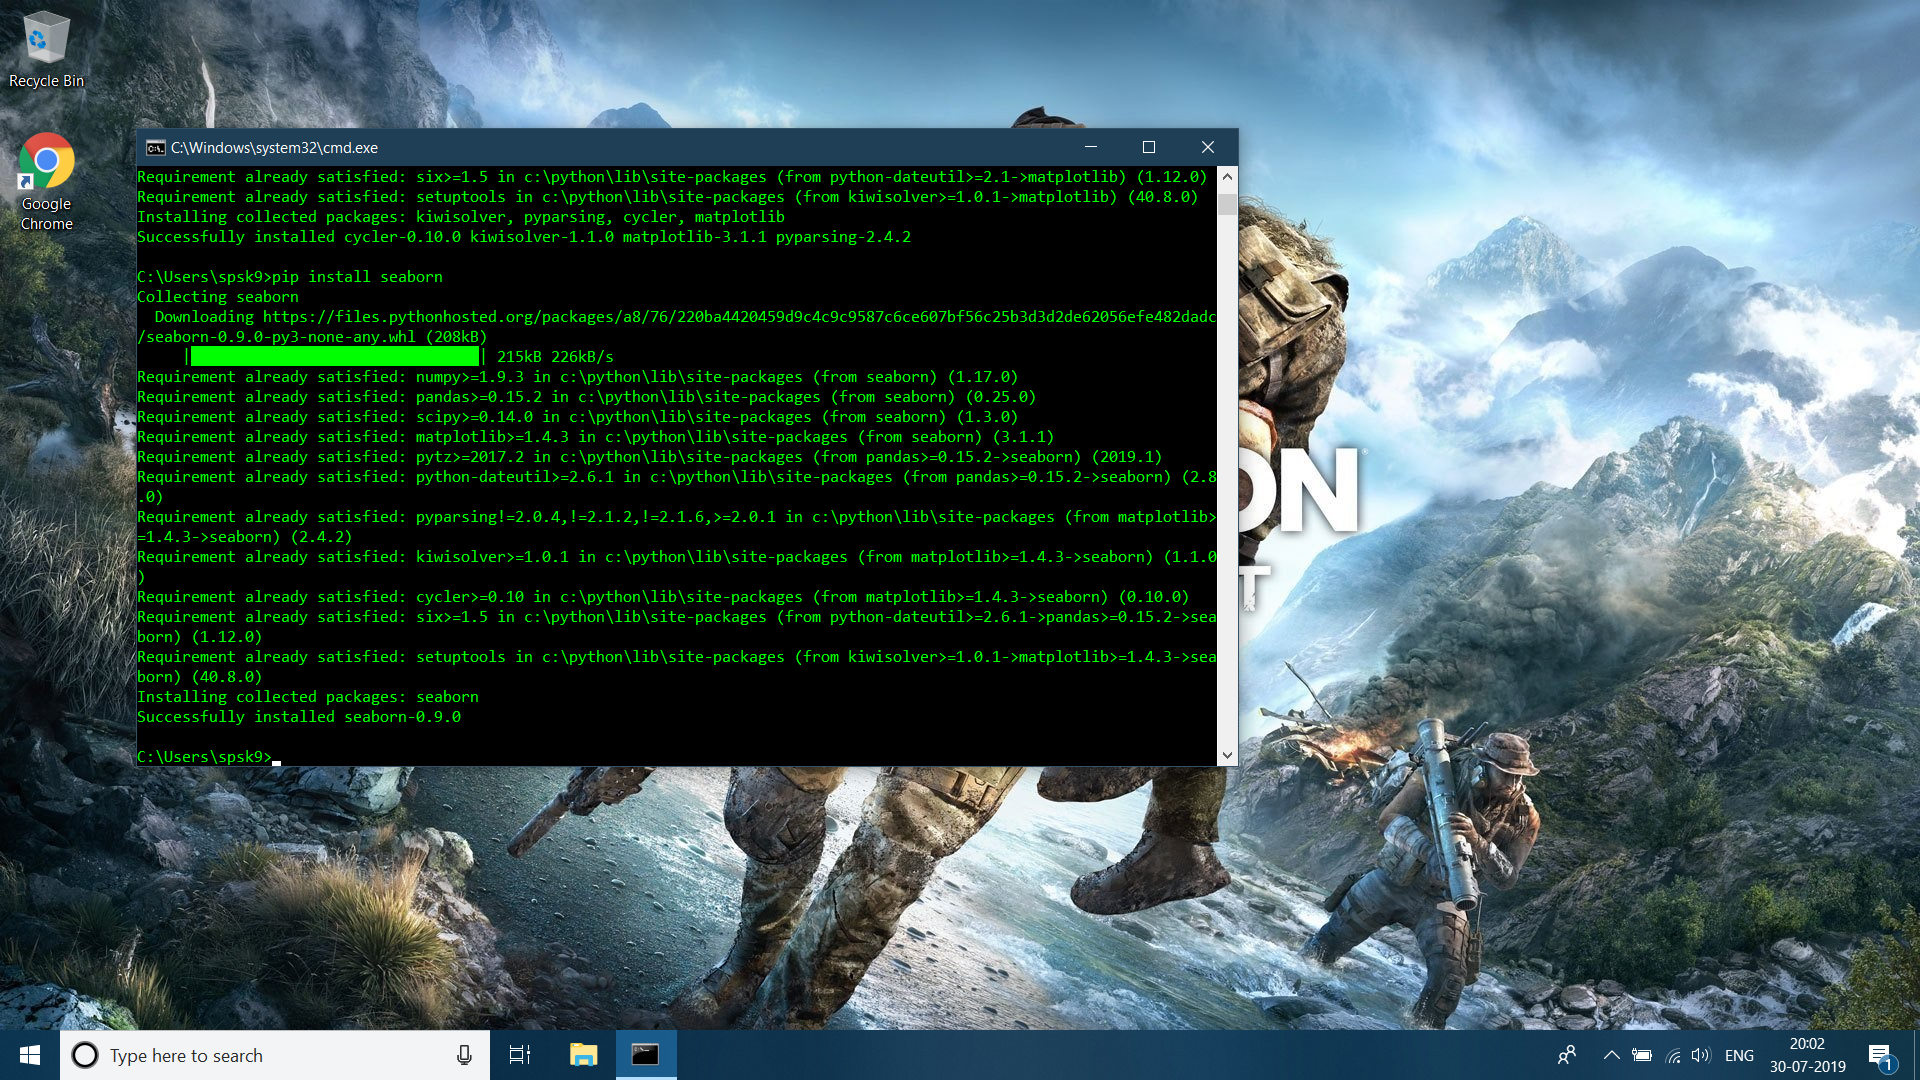 Recycle Bin
Google
Chrome
C:\Windows\system32\cmd.exe
Requirement already satisfied: six>=1.5 in c:\python\lib\site-packages (from python-dateutil>=2.1->matplotlib) (1.12.0)
Requirement already satisfied: setuptools in c:\python\lib\site-packages (from kiwisolver>=1.0.1->matplotlib) (40.8.0)
Installing collected packages: kiwisolver, pyparsing, cycler, matplotlib
Successfully installed cycler-0.10.0 kiwisolver-1.1.0 matplotlib-3.1.1 pyparsing-2.4.2
C:\Users\spsk9>pip install seaborn
Collecting seaborn
Downloading https://files.pythonhosted.org/packages/a8/76/220ba4420459d9c4c9c9587c6ce607bf56c25b3d3d2de62056efe482dadc
/seaborn-0.9.0-py3-none-any.whl (208kB)
| | 215kB 226kB/s
Requirement already satisfied: numpy>=1.9.3 in c:\python\lib\site-packages (from seaborn) (1.17.0)
Requirement already satisfied: pandas>=0.15.2 in c:\python\lib\site-packages (from seaborn) (0.25.0)
Requirement already satisfied: scipy>=0.14.0 in c:\python\lib\site-packages (from seaborn) (1.3.0)
Requirement already satisfied: matplotlib>=1.4.3 in c:\python\lib\site-packages (from seaborn) (3.1.1)
Requirement already satisfied: pytz>=2017.2 in c:\python\lib\site-packages (from pandas>=0.15.2->seaborn) (2019.1)
Requirement already satisfied: python-dateutil>=2.6.1 in c:\python\lib\site-packages (from pandas>=0.15.2->seaborn) (2.8
.0)
Requirement already satisfied: pyparsing!=2.0.4,!=2.1.2,!=2.1.6,>=2.0.1 in c:\python\lib\site-packages (from matplotlib>
=1.4.3->seaborn) (2.4.2)
Requirement already satisfied: kiwisolver>=1.0.1 in c:\python\lib\site-packages (from matplotlib>=1.4.3->seaborn) (1.1.0
)
Requirement already satisfied: cycler>=0.10 in c:\python\lib\site-packages (from matplotlib>=1.4.3->seaborn) (0.10.0)
Requirement already satisfied: six>=1.5 in c:\python\lib\site-packages (from python-dateutil>=2.6.1->pandas>=0.15.2->sea
born) (1.12.0)
Requirement already satisfied: setuptools in c:\python\lib\site-packages (from kiwisolver>=1.0.1->matplotlib>=1.4.3->sea
born) (40.8.0)
Installing collected packages: seaborn
Successfully installed seaborn-0.9.0
C:\Users\spsk9>
ON
T
Type here to search
ENG
20:02
30-07-2019
1